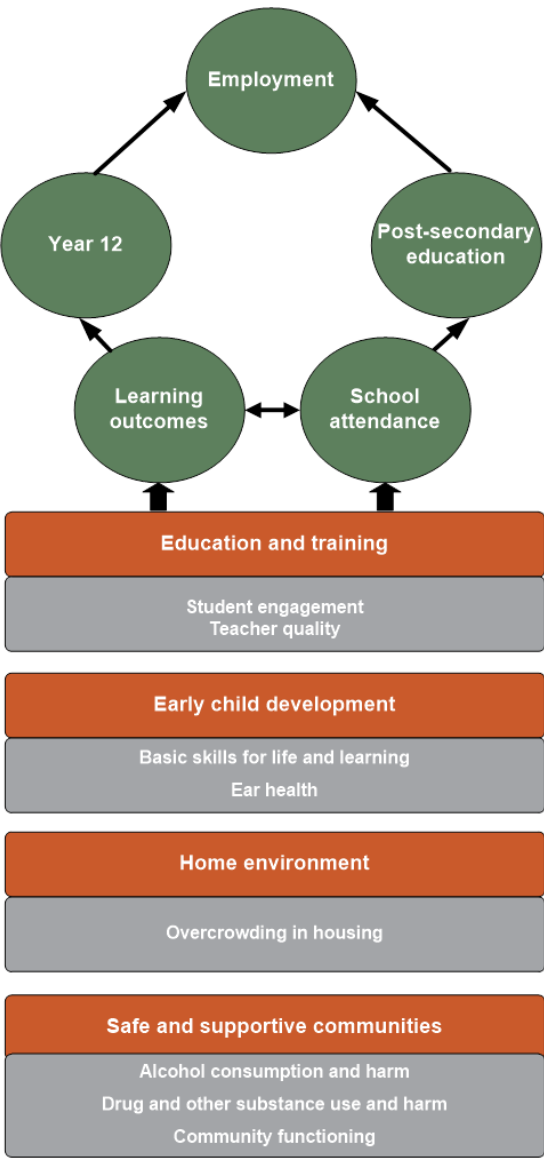 Employment
Year 12
Post-secondary
education
Learning
outcomes
School
attendance
Education and training
Student engagement
Teacher quality
Early child development
Basic skills for life and learning
Ear health
Home environment
Overcrowding in housing
Safe and supportive communities
Alcohol consumption and harm
Drug and other substance use and harm
Community functioning